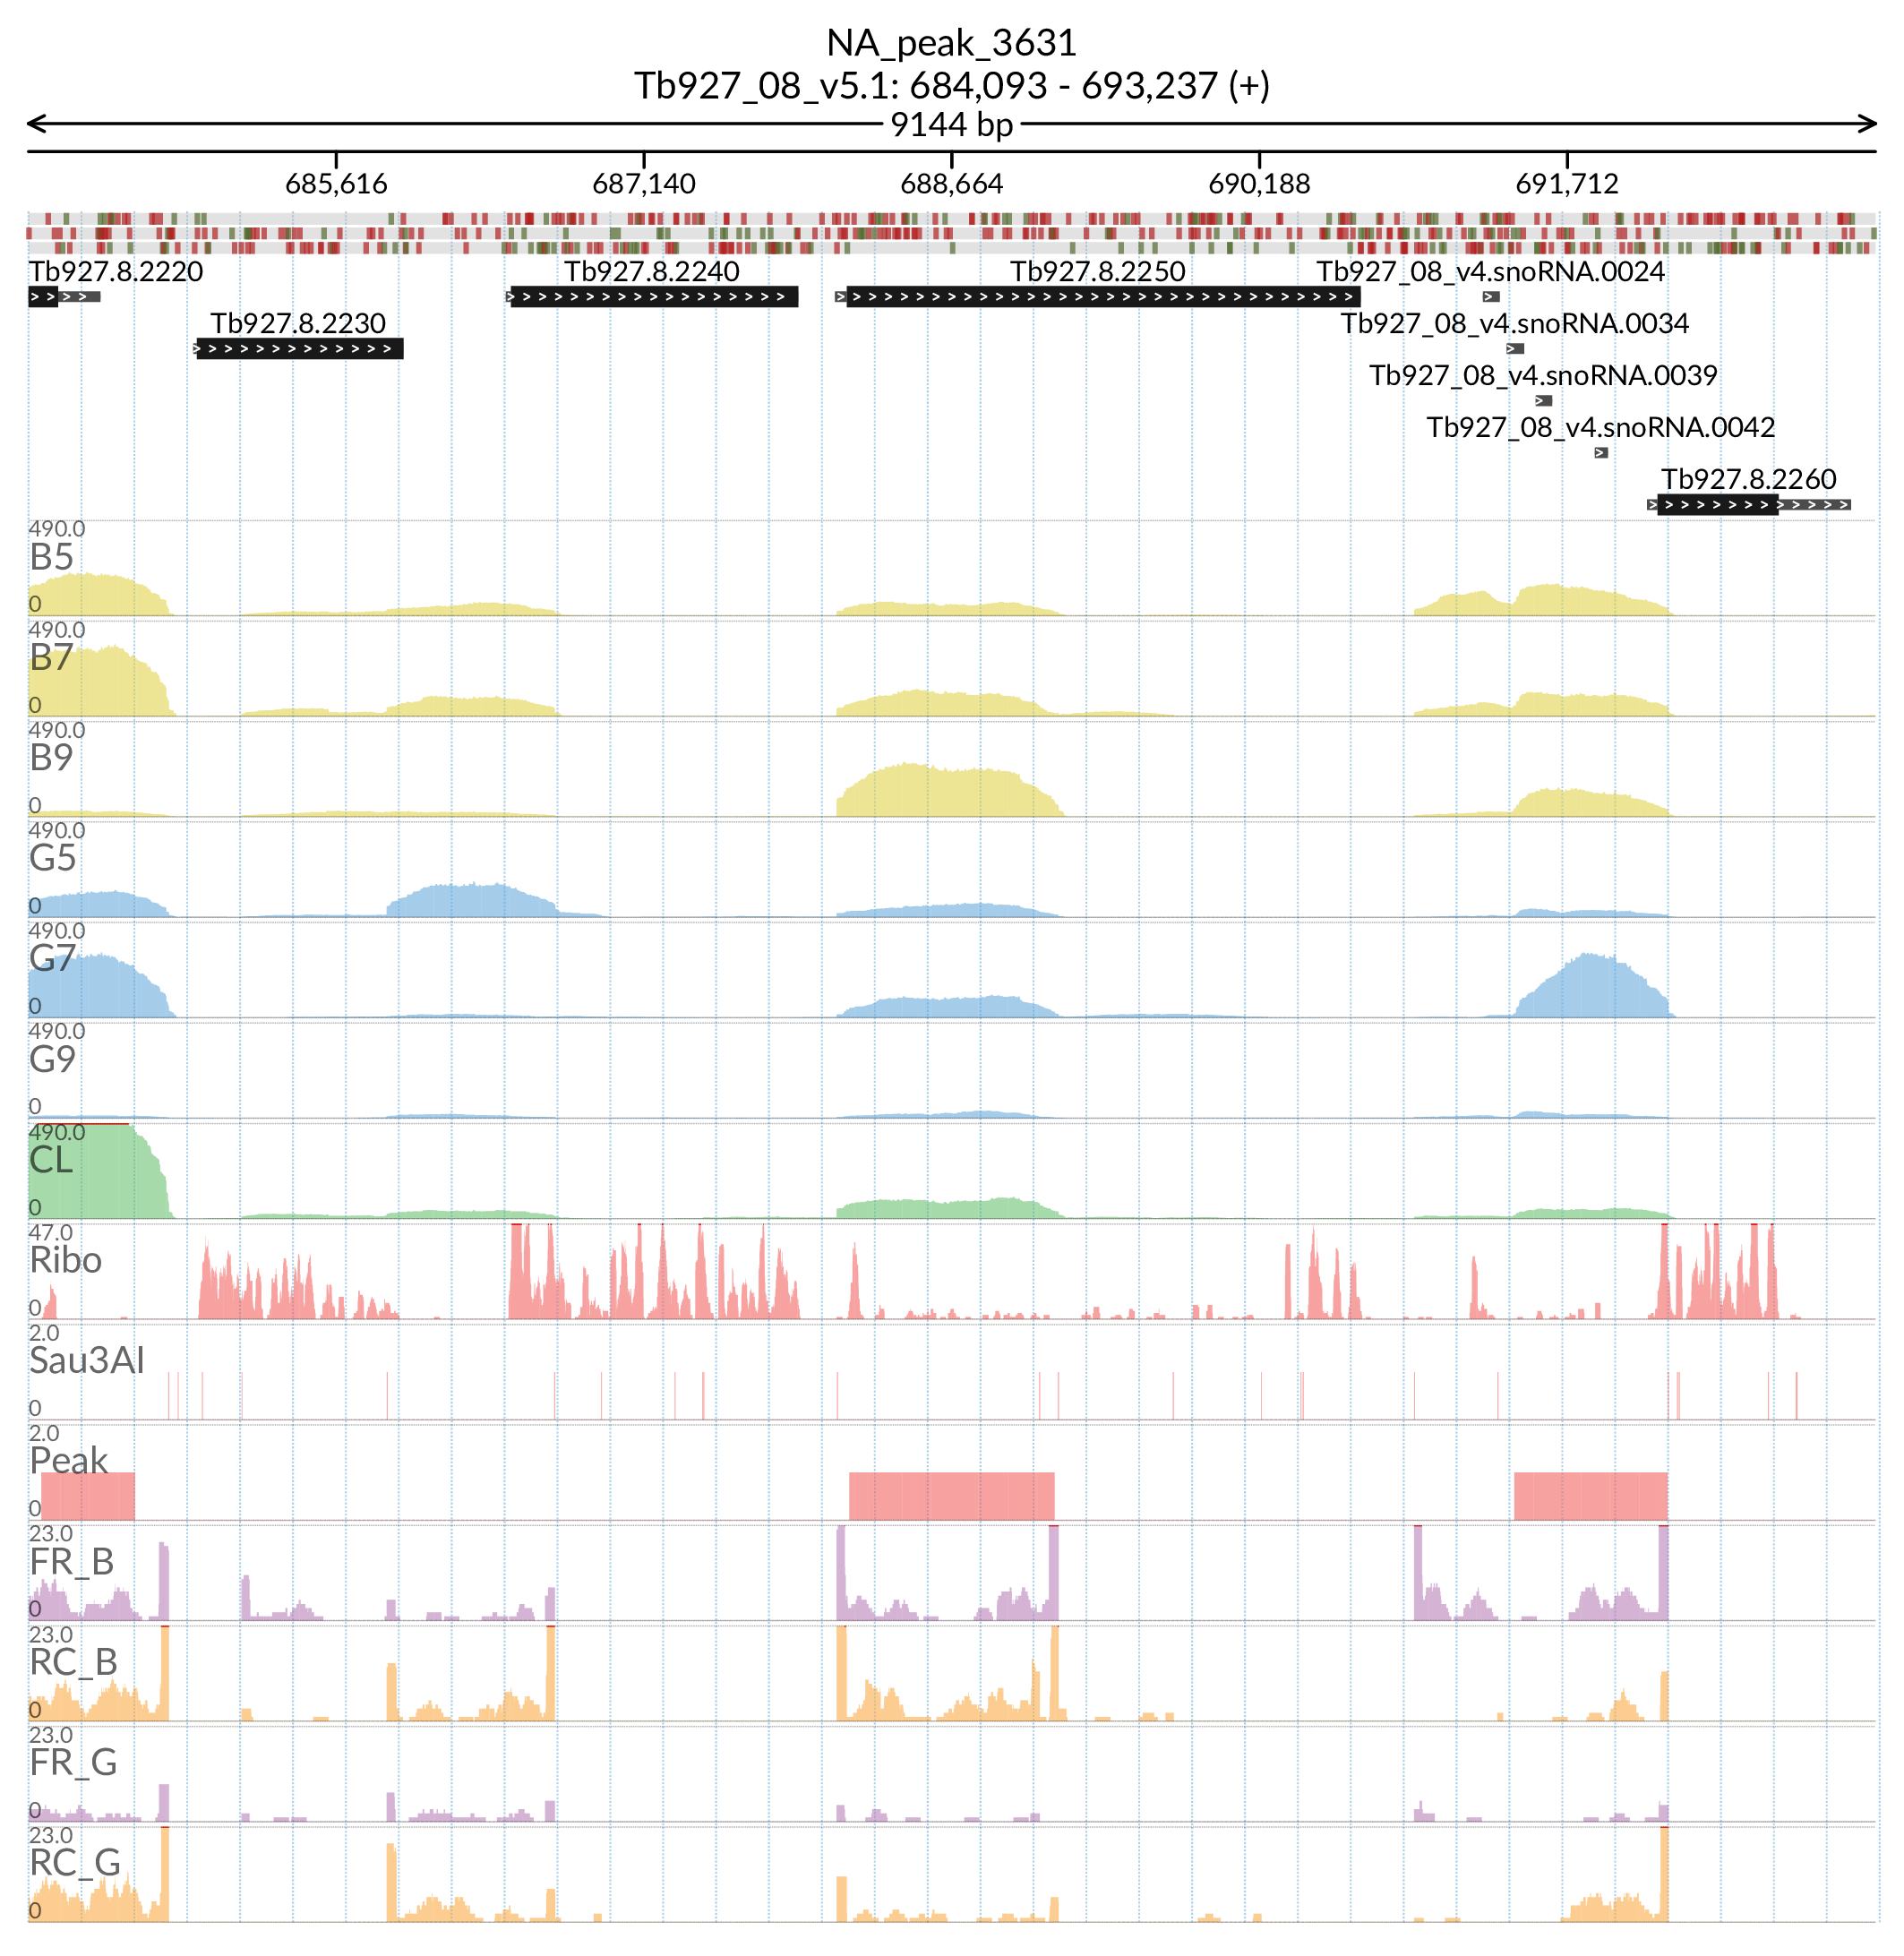 NA_peak_3631
Tb927_08_v5.1: 684,093 - 693,237 (+)
9144 bp
685,616 687,140 688,664 690,188 691,712
Tb927.8.2220 Tb927.8.2240 Tb927.8.2250 Tb927_08_v4.snoRNA.0024
Tb927.8.2230 Tb927_08_v4.snoRNA.0034
Tb927_08_v4.snoRNA.0039
Tb927_08_v4.snoRNA.0042
Tb927.8.2260
490.0
B5
0
490.0
B7
0
490.0
B9
0
490.0
G5
0
490.0
G7
0
490.0
G9
0
490.0
CL
0
47.0
Ribo
0
2.0
Sau3AI
0
2.0
Peak
0
23.0
FR_B
0
23.0
RC_B
0
23.0
FR_G
0
23.0
RC_G
0